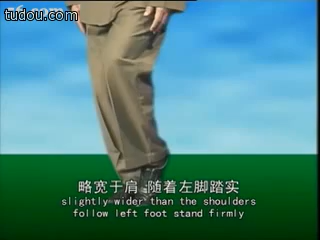 tudou.com
略宽于肩 随着左脚踏实
slightly wider than the shoulders
follow left foot stand firmly